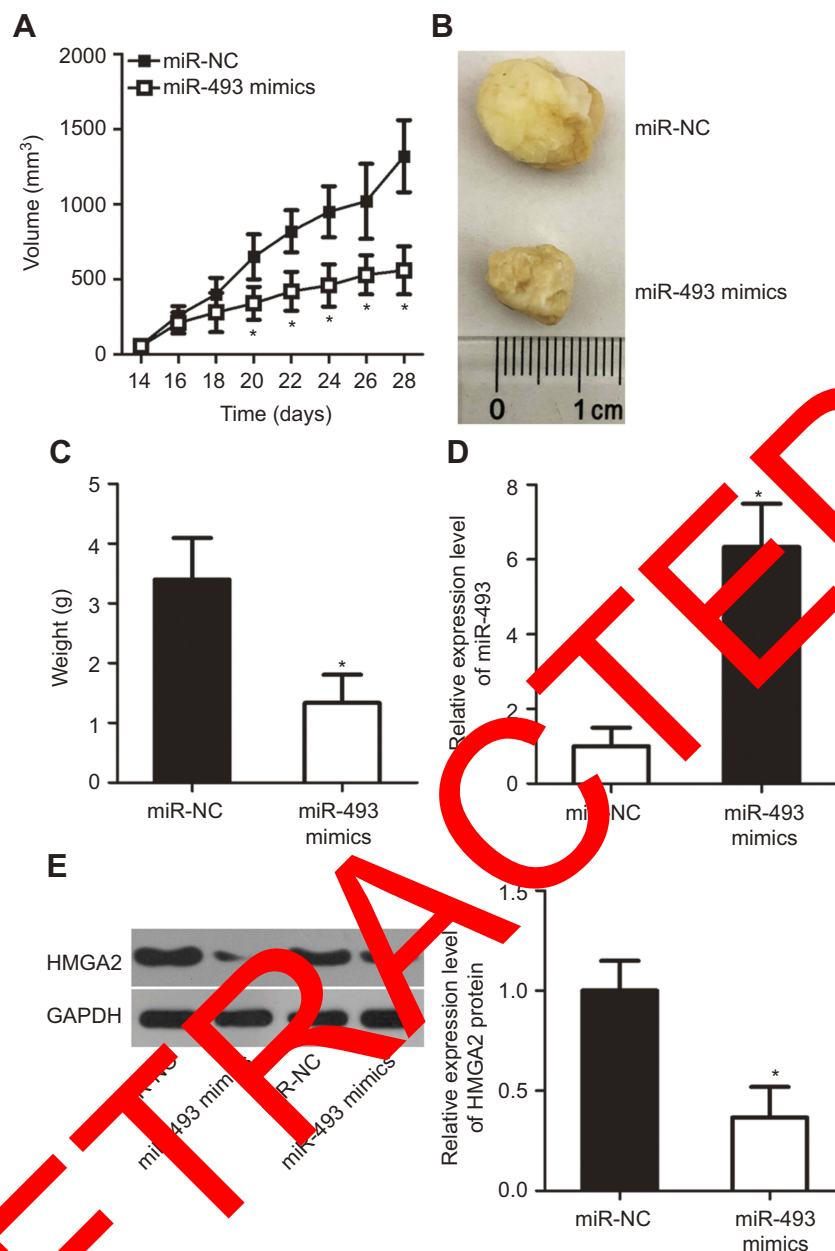 A
2000
1500
1000
500
0
Volume (mm3)
miR-NC
miR-493 mimics
* * * * *
14 16 18 20 22 24 26 28
Time (days)
B
miR-NC
miR-493 mimics
0 1 cm
C
5
4
3
2
1
0
Weight (g)
*
miR-NC
miR-493
mimics
D
8
6
4
2
0
Relative expression level
of miR-493
*
miR-493
mimics
E
HMGA2
GAPDH
miR-493 mimics
1.5
1.0
0.5
0.0
Relative expression level
of HMGA2 protein
*
miR-NC
miR-493
mimics
ETRACTED